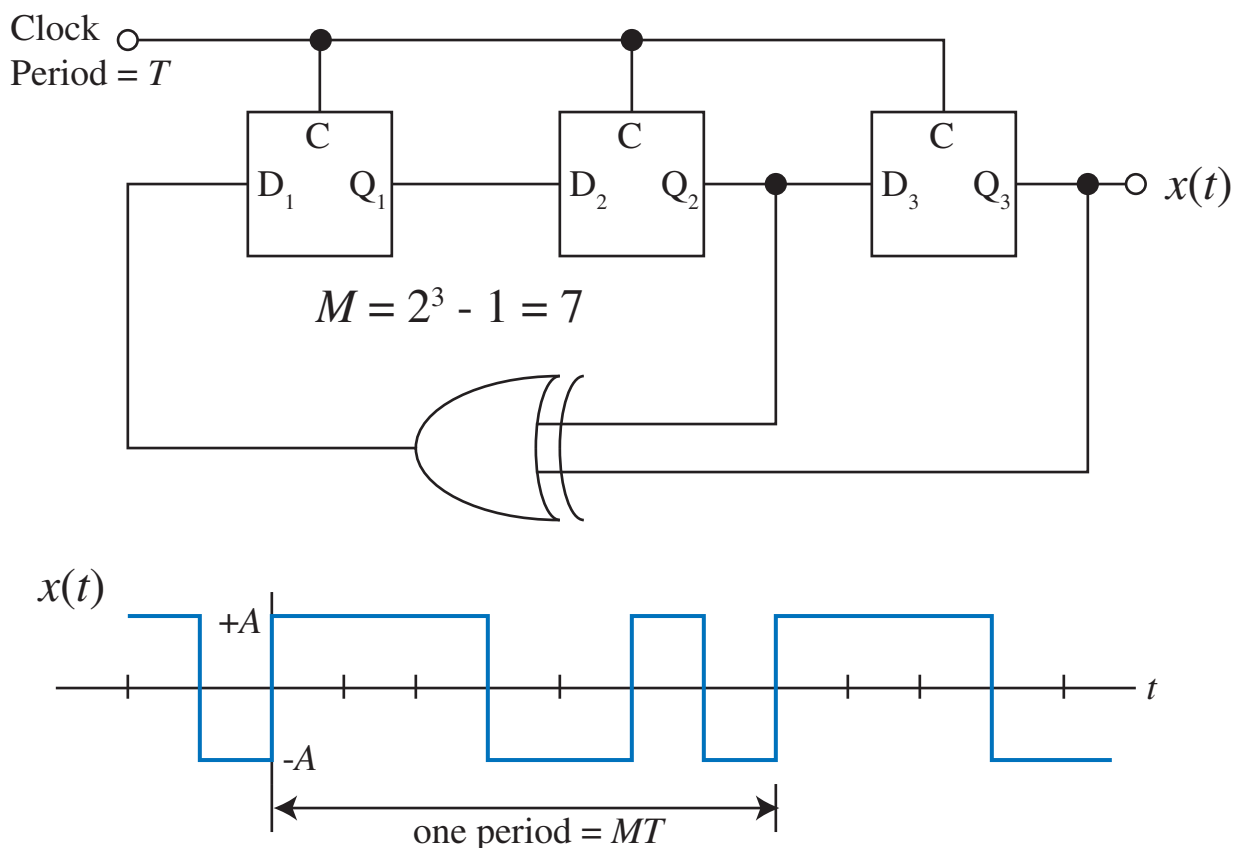 Clock
Period = T
C C C
D₁ Q₁ D₂ Q₂ D₃ Q₃ x(t)
M = 2³ - 1 = 7
x(t)
+A
t
-A
one period = MT